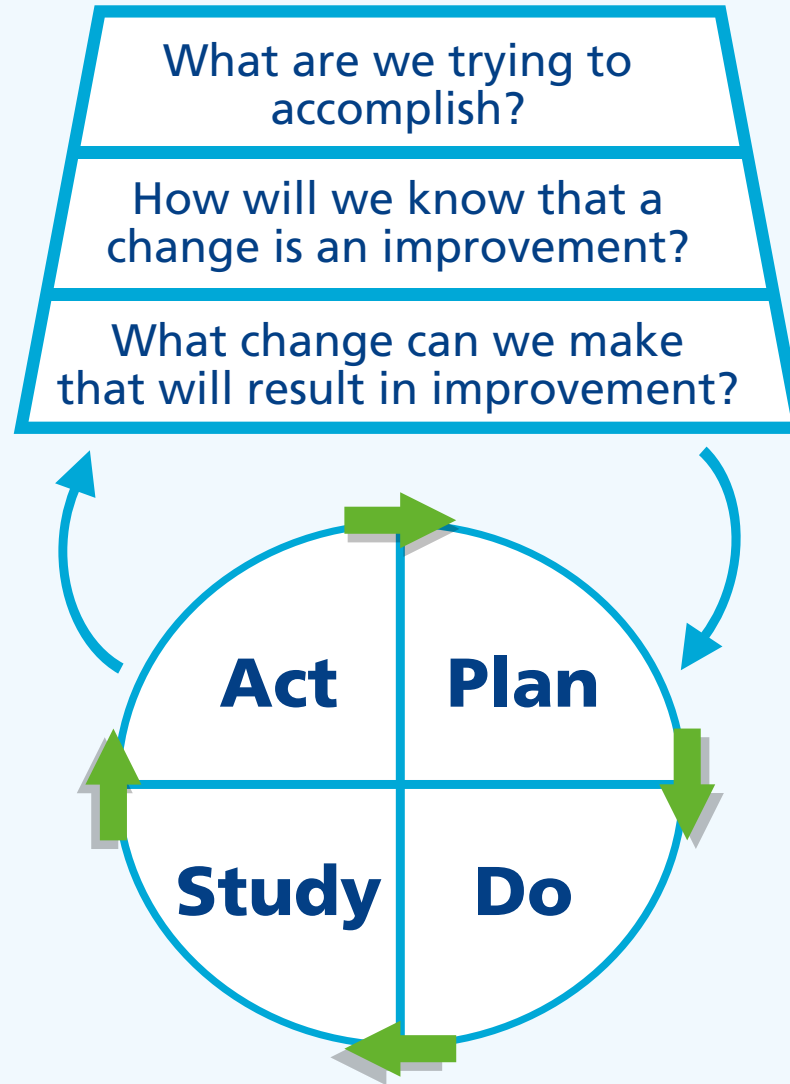 What are we trying to
accomplish?
How will we know that a
change is an improvement?
What change can we make
that will result in improvement?
Act
Plan
Study
Do